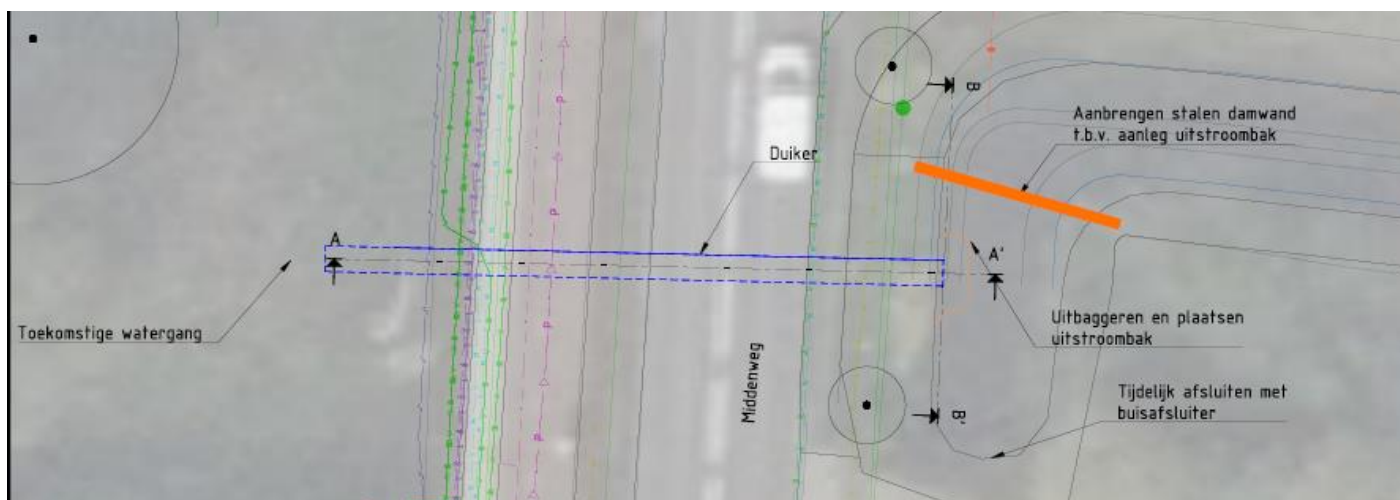 B
Aanbrengen stalen damwand
t.b.v. aanleg uitstroombak
Duiker
A
A'
Toekomstige watergang
Uitbaggeren en plaatsen
uitstroombak
Middenweg
Tijdelijk afsluiten met
buisafsluiter
B'